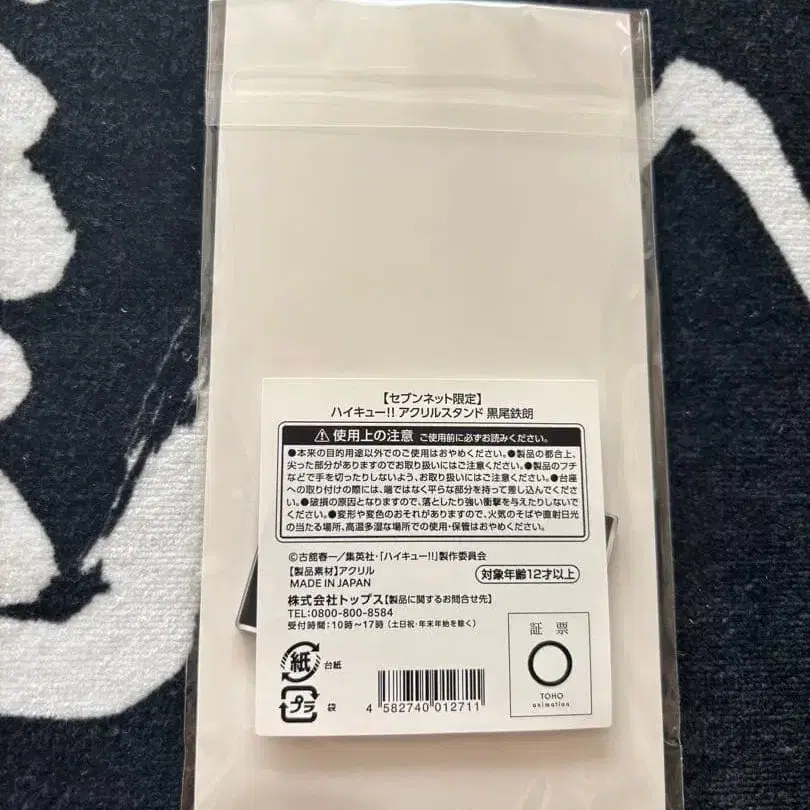 【セブンネット限定】
ハイキュー!! アクリルスタンド 黒尾鉄朗
⚠ 使用上の注意 ご使用前に必ずお読みください。
●本来の目的用途以外でのご使用はおやめください。●製品の都合上、
尖った部分がありますのでお取り扱いにはご注意ください。●製品のフチ
などで手を切ったりしないよう、お取り扱いにはご注意ください。●台座
への取り付けの際には、端ではなく平らな部分を持って差し込んでくだ
さい。●破損の原因となりますので、落としたり強い衝撃を与えたりしないで
ください。●変形や変色のおそれがありますので、火気のそばや直射日光
の当たる場所、高温多湿な場所での使用・保管はおやめください。
©古舘春一／集英社・「ハイキュー!!」製作委員会
【製品素材】アクリル
MADE IN JAPAN
対象年齢12才以上
株式会社トップス【製品に関するお問合せ先】
TEL:0800-800-8584
受付時間：10時～17時（土日祝・年末年始を除く）
紙 台紙
プラ 袋
4 582740 012711
証票
TOHO
animation